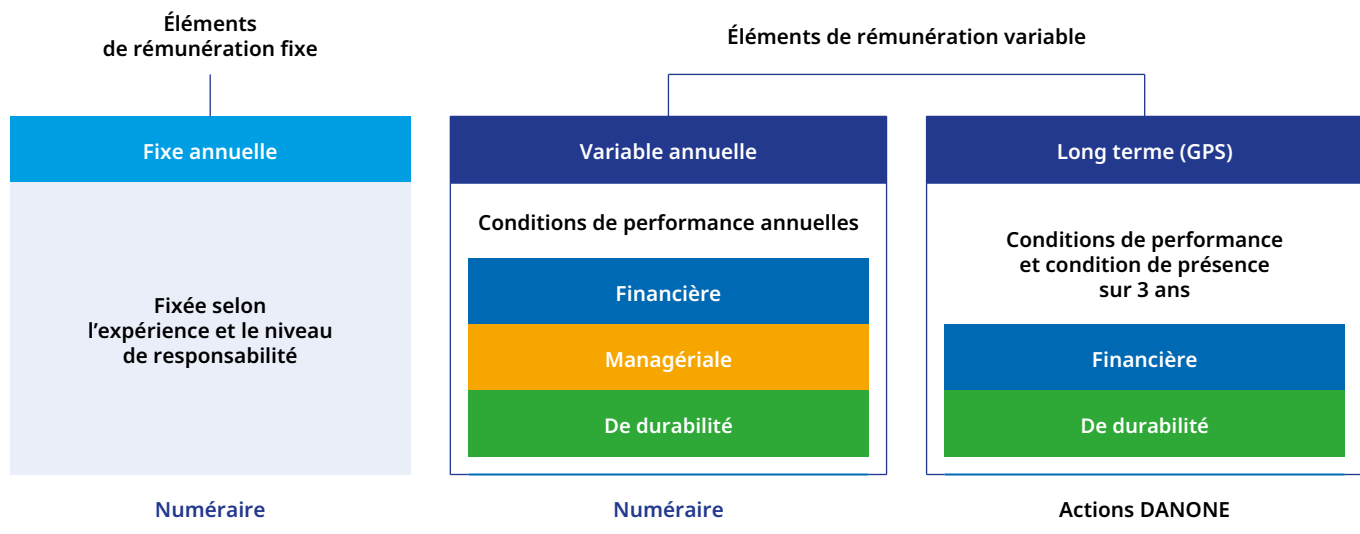 Éléments
de rémunération fixe
Éléments de rémunération variable
Fixe annuelle
Fixée selon
l’expérience et le niveau
de responsabilité
Numéraire
Variable annuelle
Conditions de performance annuelles
Financière
Managériale
De durabilité
Numéraire
Long terme (GPS)
Conditions de performance
et condition de présence
sur 3 ans
Financière
De durabilité
Actions DANONE